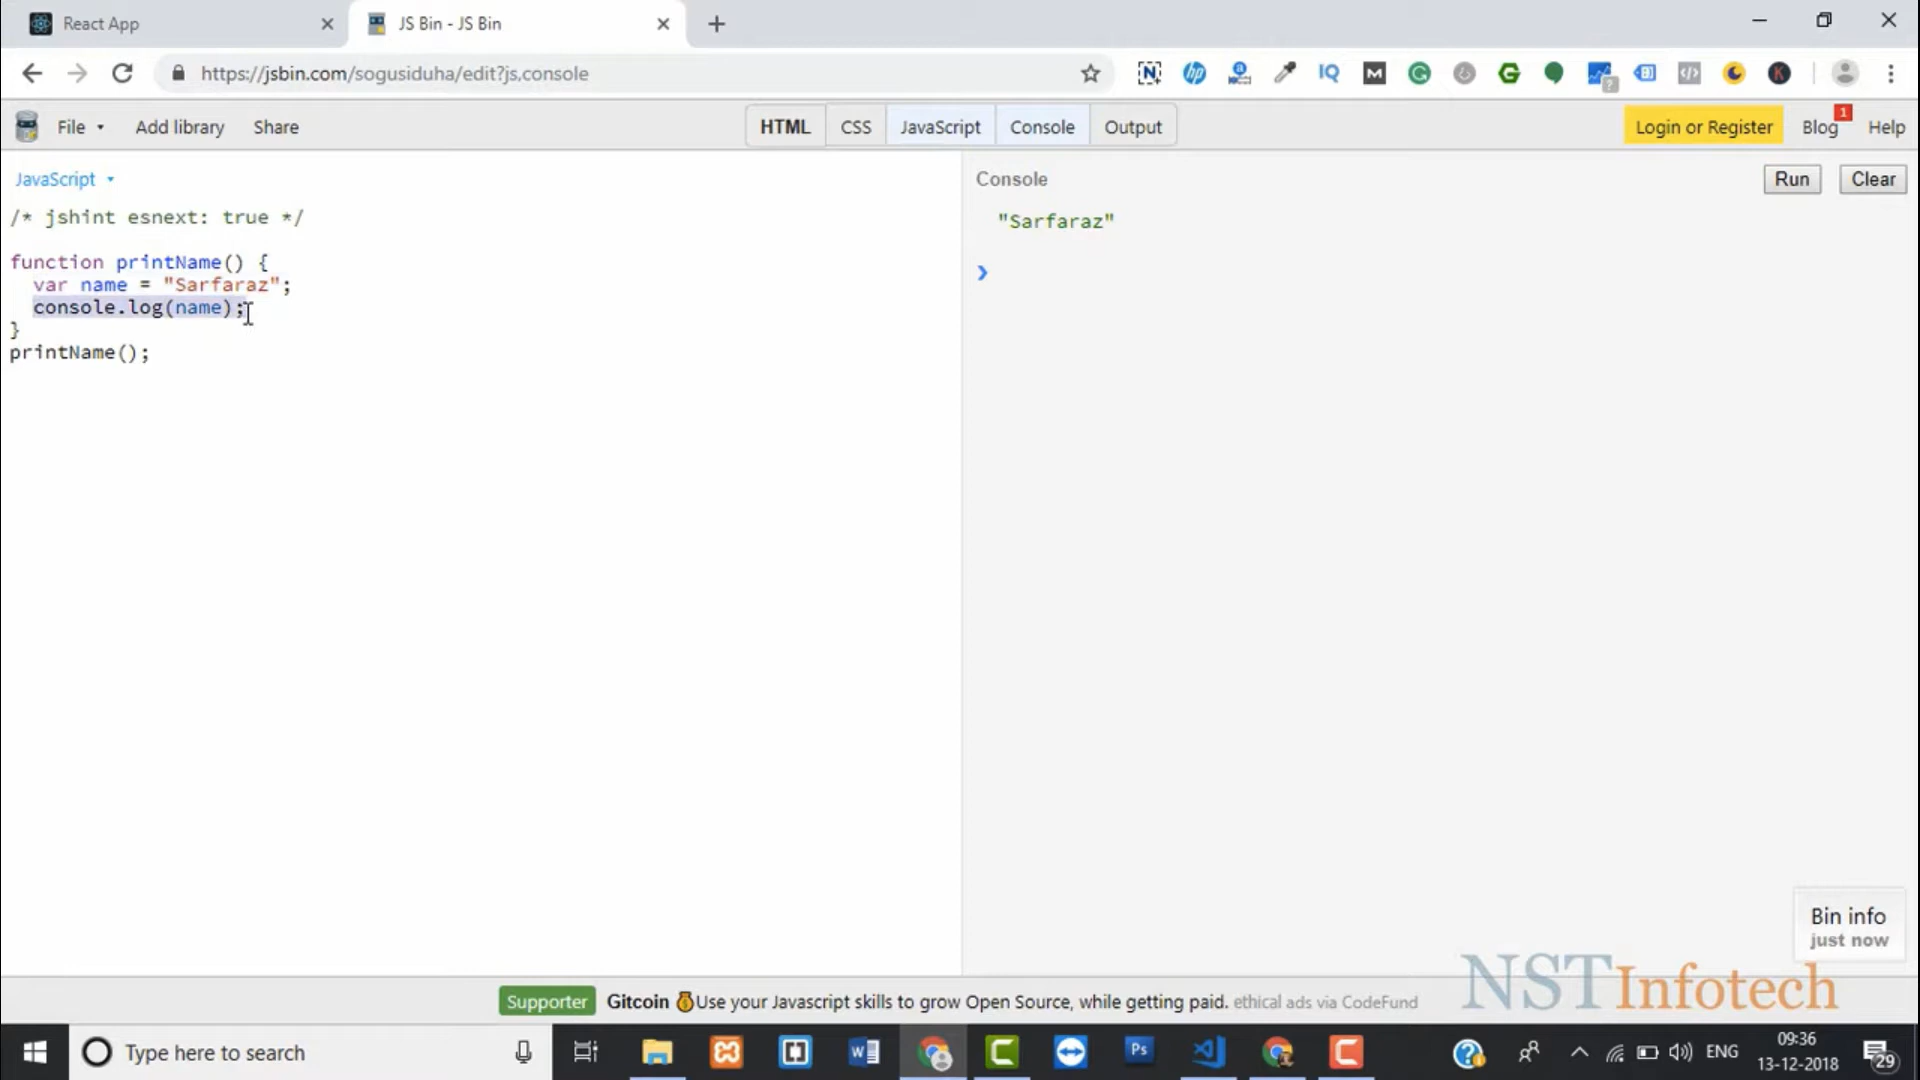 React App
JS Bin - JS Bin
https://jsbin.com/sogusiduha/edit?js,console
File
Add library
Share
HTML
CSS
JavaScript
Console
Output
Login or Register
Blog
1
Help
JavaScript
/* jshint esnext: true */
function printName() {
var name = "Sarfaraz";
console.log(name);
}
printName();
Console
Run
Clear
"Sarfaraz"
Bin info
just now
NSTInfotech
Supporter
Gitcoin Use your Javascript skills to grow Open Source, while getting paid. ethical ads via CodeFund
Type here to search
ENG
09:36
13-12-2018
29